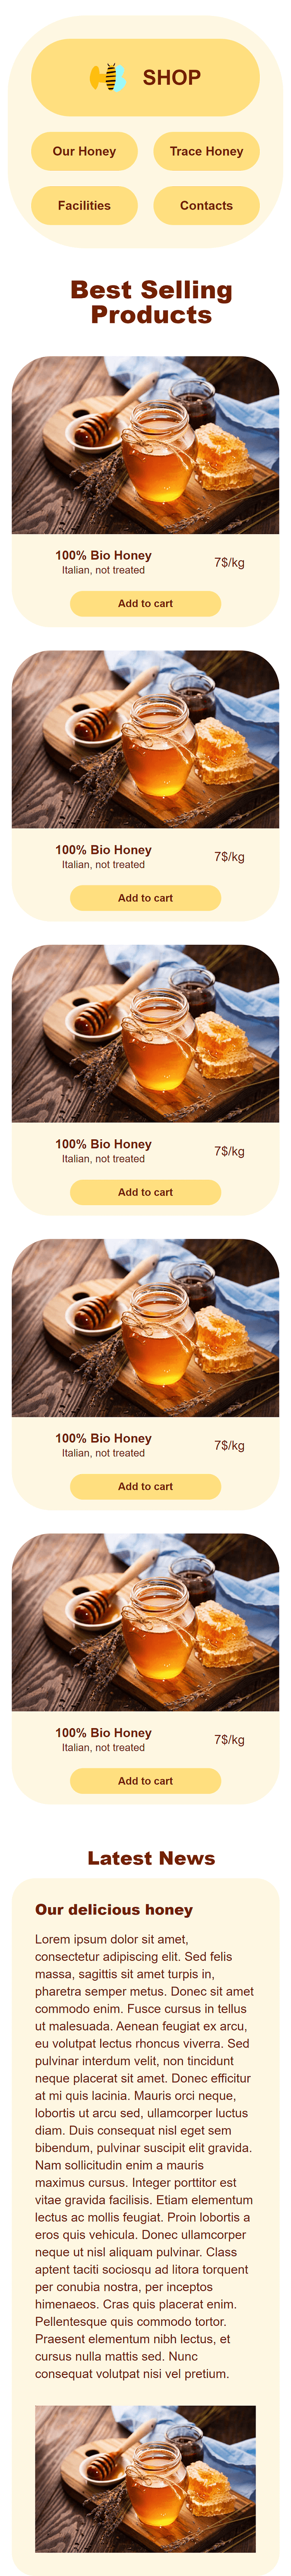 SHOP
Our Honey
Trace Honey
Facilities
Contacts
Best Selling
Products
100% Bio Honey
Italian, not treated
7$/kg
Add to cart
100% Bio Honey
Italian, not treated
7$/kg
Add to cart
100% Bio Honey
Italian, not treated
7$/kg
Add to cart
100% Bio Honey
Italian, not treated
7$/kg
Add to cart
100% Bio Honey
Italian, not treated
7$/kg
Add to cart
Latest News
Our delicious honey
Lorem ipsum dolor sit amet,
consectetur adipiscing elit. Sed felis
massa, sagittis sit amet turpis in,
pharetra semper metus. Donec sit amet
commodo enim. Fusce cursus in tellus
ut malesuada. Aenean feugiat ex arcu,
eu volutpat lectus rhoncus viverra. Sed
pulvinar interdum velit, non tincidunt
neque placerat sit amet. Donec efficitur
at mi quis lacinia. Mauris orci neque,
lobortis ut arcu sed, ullamcorper luctus
diam. Duis consequat nisl eget sem
bibendum, pulvinar suscipit elit gravida.
Nam sollicitudin enim a mauris
maximus cursus. Integer porttitor est
vitae gravida facilisis. Etiam elementum
lectus ac mollis feugiat. Proin lobortis a
eros quis vehicula. Donec ullamcorper
neque ut nisl aliquam pulvinar. Class
aptent taciti sociosqu ad litora torquent
per conubia nostra, per inceptos
himenaeos. Cras quis placerat enim.
Pellentesque quis commodo tortor.
Praesent elementum nibh lectus, et
cursus nulla mattis sed. Nunc
consequat volutpat nisi vel pretium.